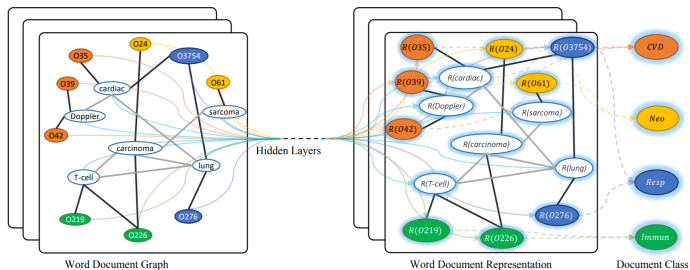 O35
O24
O3754
O39
O61
cardiac
Doppler
sarcoma
O42
carcinoma
T-cell
lung
O219
O226
O276
Word Document Graph
Hidden Layers
R(O35)
R(O24)
R(O3754)
R(O39)
R(cardiac)
R(O61)
R(Doppler)
R(sarcoma)
R(O42)
R(carcinoma)
R(lung)
R(T-cell)
R(O219)
R(O226)
R(O276)
Word Document Representation
CVD
Neo
Resp
Immun
Document Class